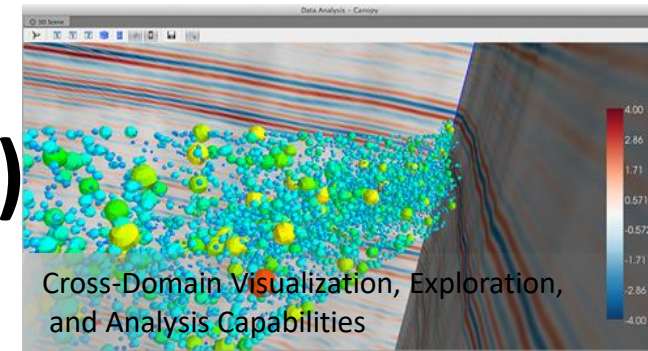 Data Analysis - Canopy
3D Scene
)
4.00
2.86
1.71
0.571
-0.572
-1.71
-2.86
-4.00
Cross-Domain Visualization, Exploration,
and Analysis Capabilities